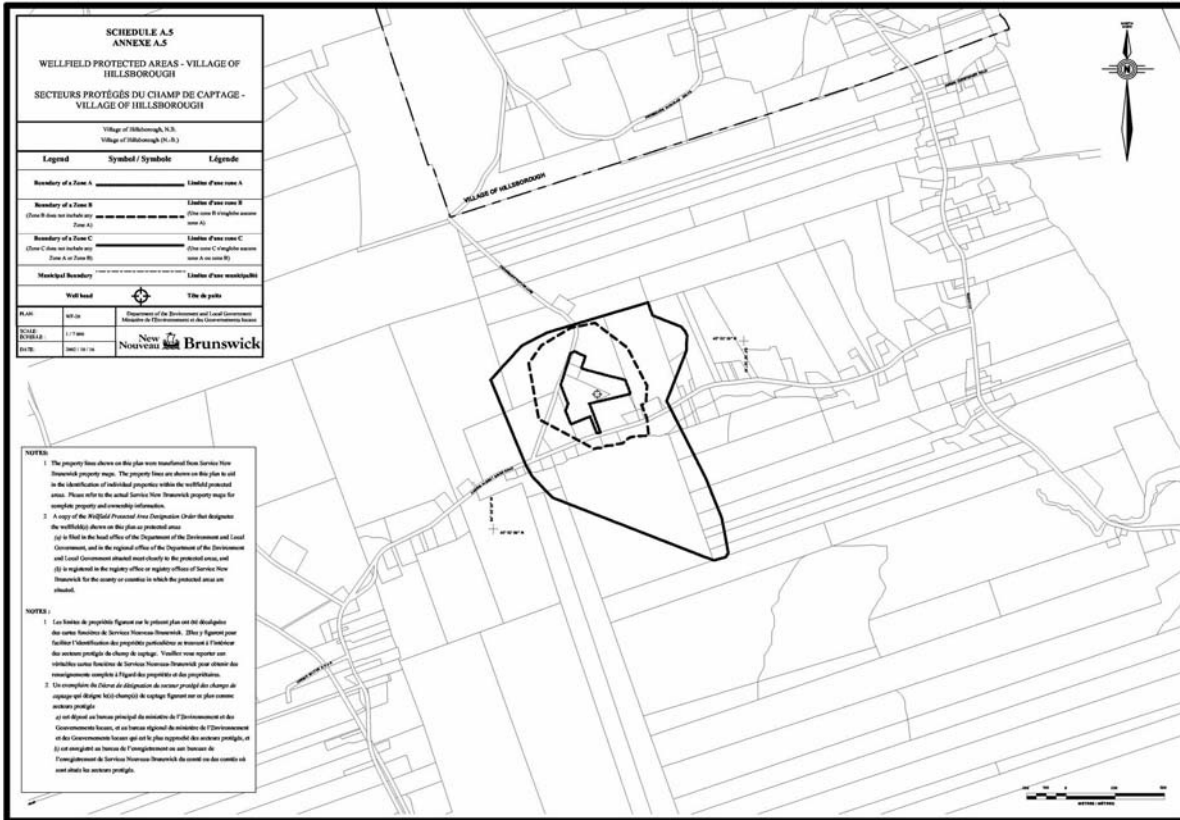 SCHEDULE A.5
ANNEXE A.5
WELLFIELD PROTECTED AREAS - VILLAGE OF
HILLSBOROUGH
SECTEURS PROTÉGÉS DU CHAMP DE CAPTAGE -
VILLAGE OF HILLSBOROUGH
Village of Hillsborough, N.B.
Village of Hillsborough (N.-B.)
Legend Symbol / Symbole Légende
Boundary of a Zone A Limites d'une zone A
Boundary of a Zone B Limites d'une zone B
(Zone B does not include any (Une zone B n'englobe aucune
Zone A) zone A)
Boundary of a Zone C Limites d'une zone C
(Zone C does not include any (Une zone C n'englobe aucune
Zone A or Zone B) zone A ou zone B)
Municipal Boundary Limites d'une municipalité
Well head Tête de puits
PLAN
Department of the Environment and Local Government
Ministère de l'Environnement et des Gouvernements locaux
SCALE
DATE
New
Nouveau Brunswick
VILLAGE OF HILLSBOROUGH
NOTES:
1 The property lines shown on this plan were transferred from Service New
Brunswick property maps. The property lines are shown on this plan to aid
in the identification of individual properties within the wellfield protected
areas. Please refer to the actual Service New Brunswick property maps for
complete property and ownership information.
2 A copy of the Wellfield Protected Area Designation Order that designates
the wellfield(s) shown on this plan as protected areas
(a) is filed in the head office of the Department of the Environment and Local
Government, and in the regional office of the Department of the Environment
and Local Government situated most closely to the protected areas, and
(b) is registered in the registry office or registry offices of Service New
Brunswick for the county or counties in which the protected areas are
situated.
NOTES :
1 Les limites de propriétés figurant sur le présent plan ont été décalquées
des cartes foncières de Services Nouveau-Brunswick. Elles y figurent pour
faciliter l'identification des propriétés particulières se trouvant à l'intérieur
des secteurs protégés du champ de captage. Veuillez vous reporter aux
véritables cartes foncières de Services Nouveau-Brunswick pour obtenir des
renseignements complets à l'égard des propriétés et des propriétaires.
2 Un exemplaire du Décret de désignation du secteur protégé des champs de
captage qui désigne le(s) champ(s) de captage figurant sur ce plan comme
secteurs protégés
a) est déposé au bureau principal du ministère de l'Environnement et des
Gouvernements locaux, et au bureau régional du ministère de l'Environnement
et des Gouvernements locaux qui est le plus rapproché des secteurs protégés, et
b) est enregistré au bureau de l'enregistrement ou aux bureaux de
l'enregistrement de Services Nouveau-Brunswick du comté ou des comtés où
sont situés les secteurs protégés.
N
METERS / MÈTRES